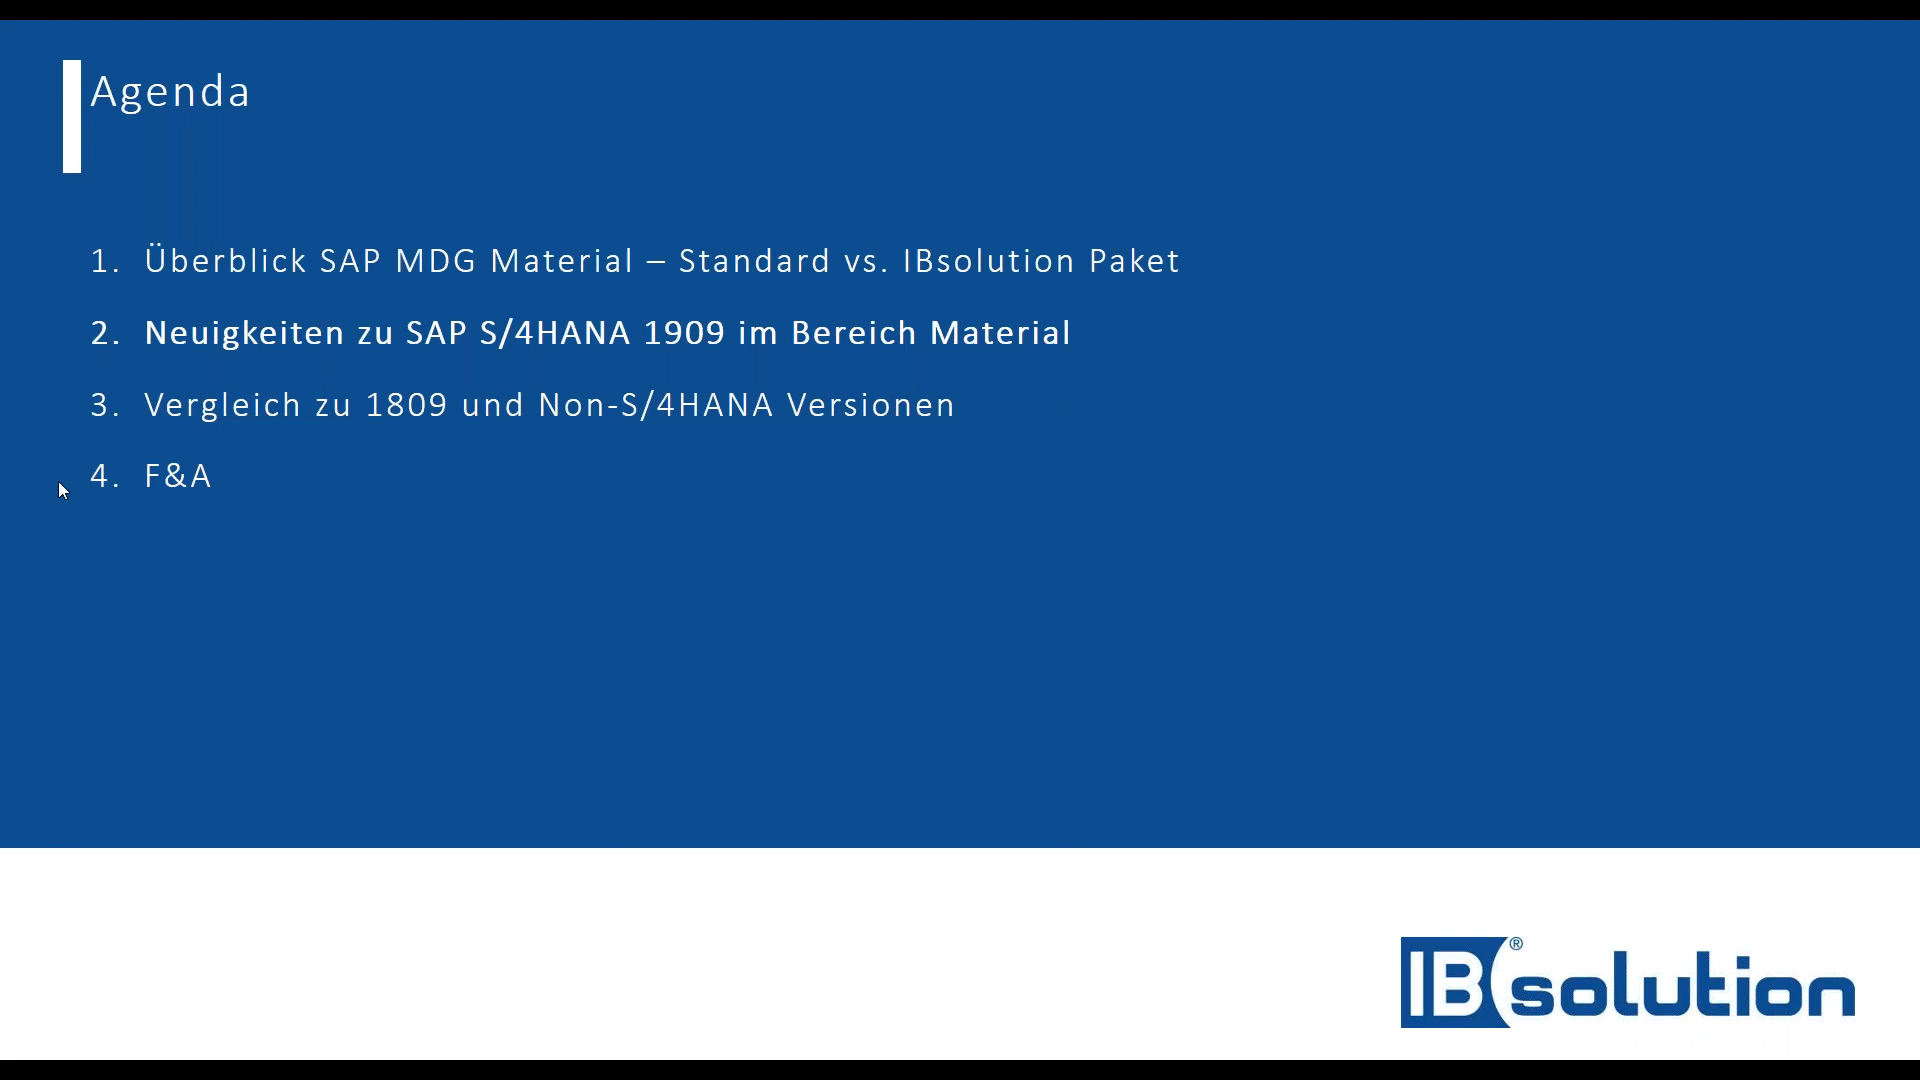 Agenda
1. Überblick SAP MDG Material – Standard vs. IBsolution Paket
2. Neuigkeiten zu SAP S/4HANA 1909 im Bereich Material
3. Vergleich zu 1809 und Non-S/4HANA Versionen
4. F&A
IBsolution®